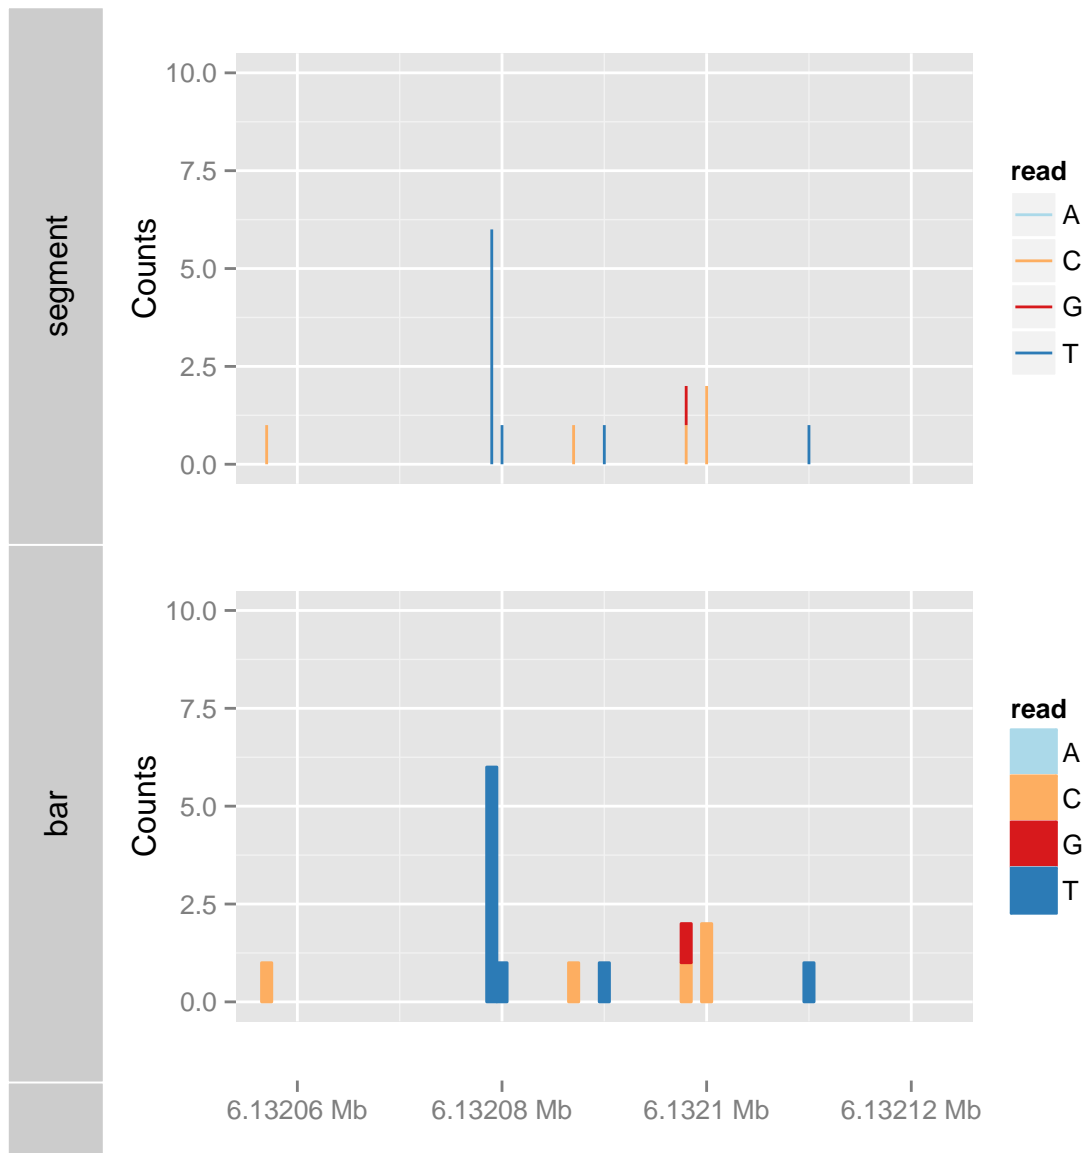 segment
Counts
10.0
7.5
5.0
2.5
0.0
read
A
C
G
T
bar
Counts
10.0
7.5
5.0
2.5
0.0
read
A
C
G
T
6.13206 Mb
6.13208 Mb
6.1321 Mb
6.13212 Mb